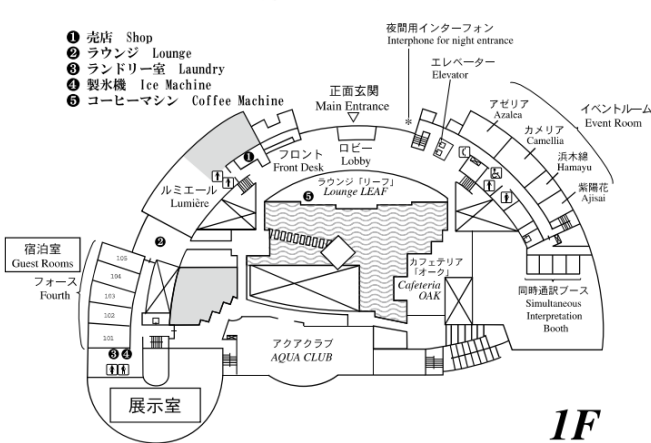 ❶ 売店 Shop
❷ ラウンジ Lounge
❸ ランドリー室 Laundry
❹ 製氷機 Ice Machine
❺ コーヒーマシン Coffee Machine
夜間用インターフォン
Interphone for night entrance
エレベーター
Elevator
正面玄関
Main Entrance
アゼリア
Azalea
カメリア
Camellia
浜木綿
Hamayu
紫陽花
Ajisai
イベントルーム
Event Room
*
❶
フロント
Front Desk
ロビー
Lobby
ルミエール
Lumière
ラウンジ「リーフ」
Lounge LEAF
❺
❷
宿泊室
Guest Rooms
フォース
Fourth
105
104
103
102
101
カフェテリア
「オーク」
Cafeteria
OAK
同時通訳ブース
Simultaneous
Interpretation
Booth
アクアクラブ
AQUA CLUB
❸ ❹
展示室
1F